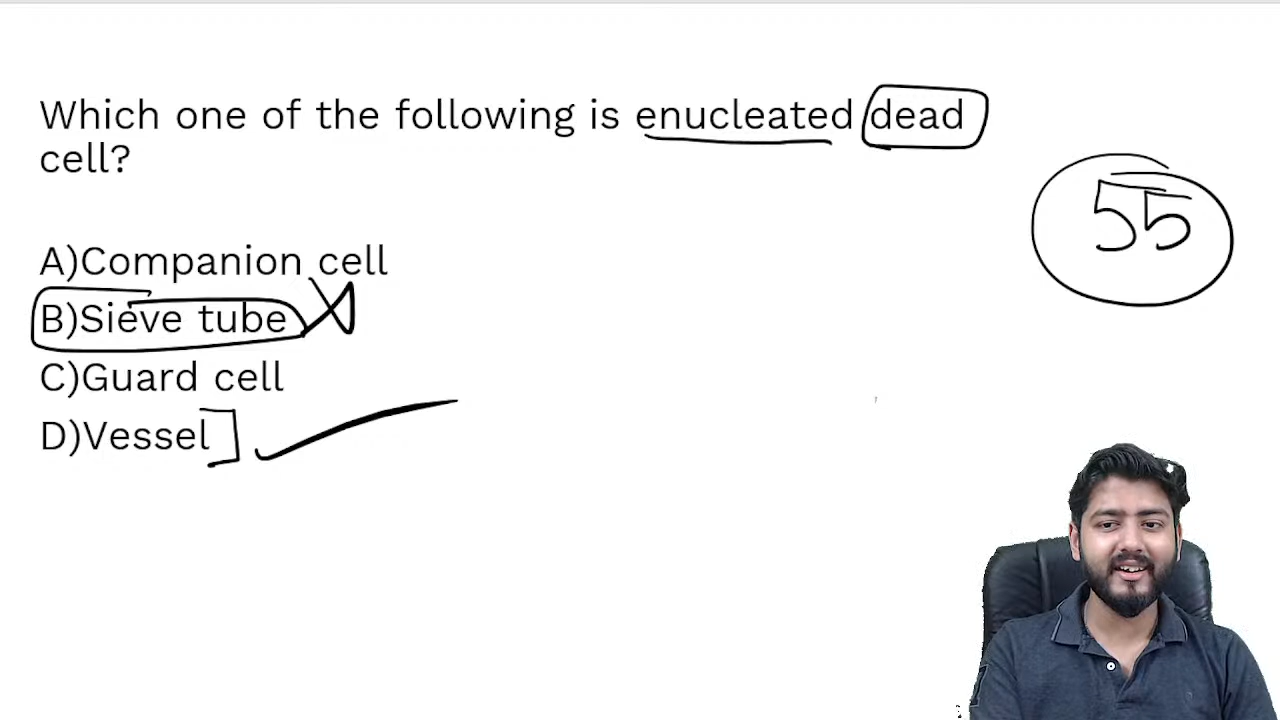 Which one of the following is enucleated dead
cell?
55
A)Companion cell
B)Sieve tube
C)Guard cell
D)Vessel